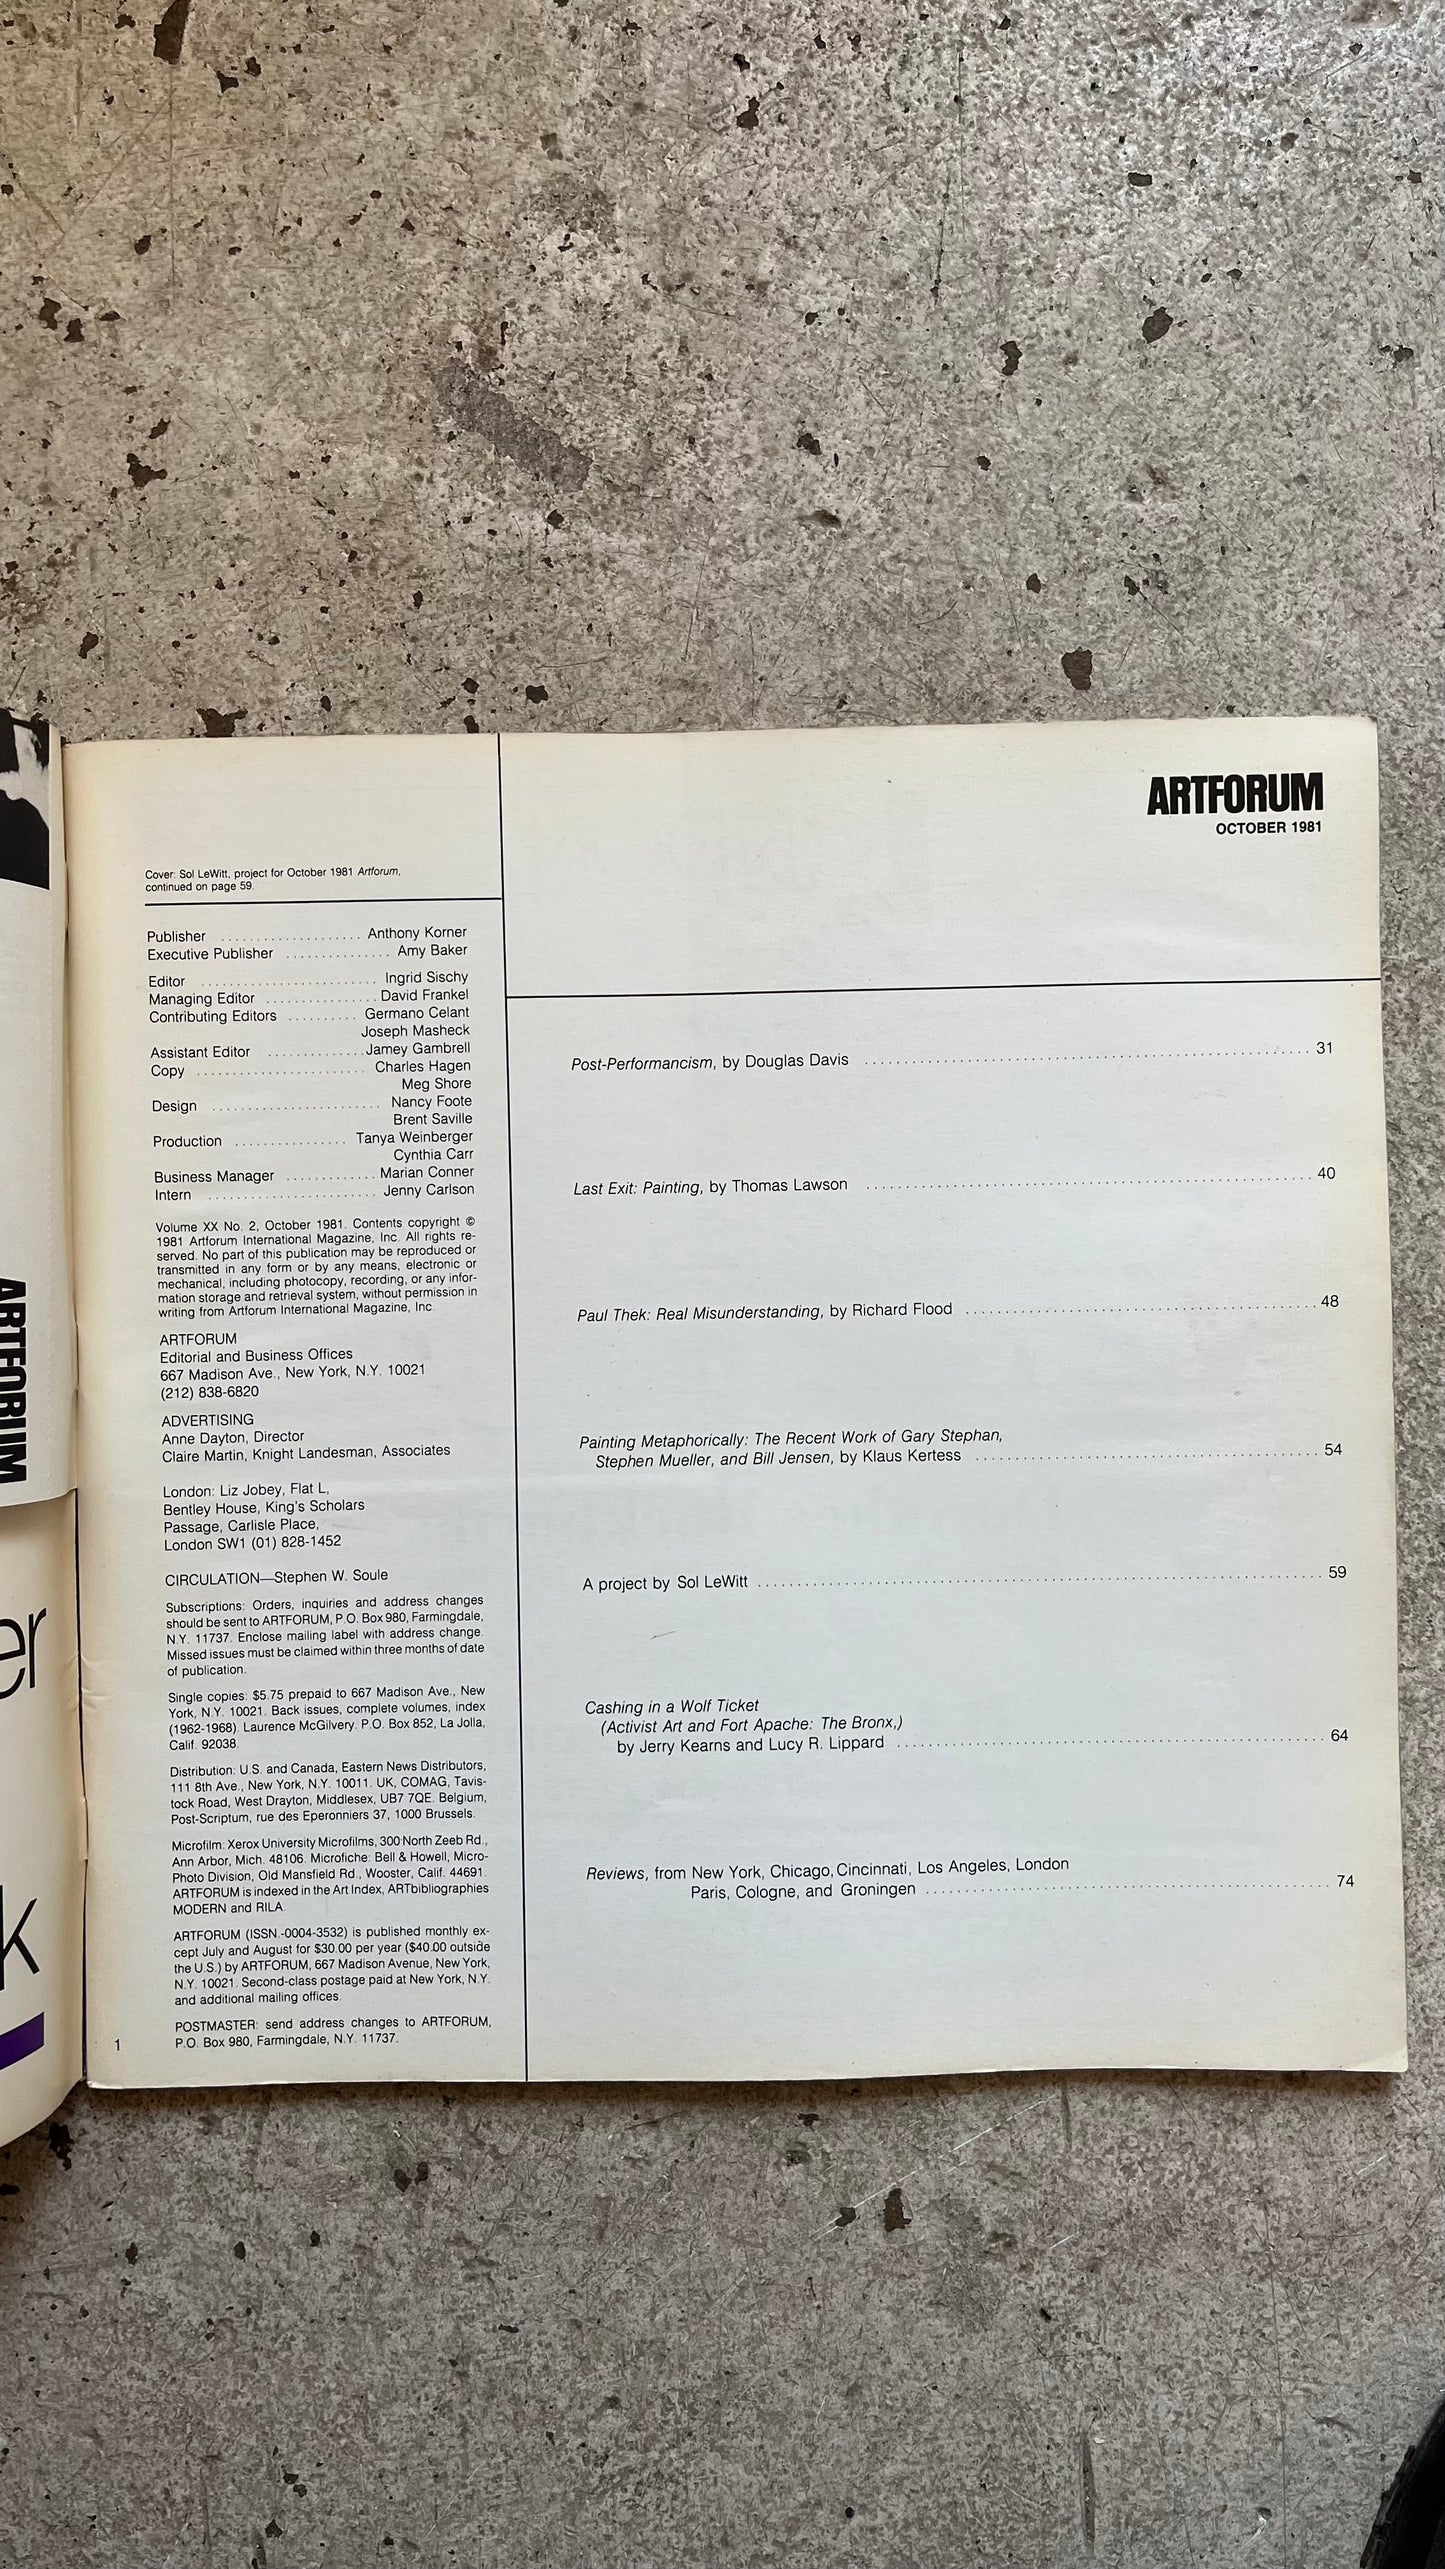 ARTFORUM
er
k
Cover: Sol LeWitt, project for October 1981 Artforum,
continued on page 59.
Publisher .................... Anthony Korner
Executive Publisher ............... Amy Baker
Editor ......................... Ingrid Sischy
Managing Editor ................ David Frankel
Contributing Editors .......... Germano Celant
Joseph Masheck
Assistant Editor .............. Jamey Gambrell
Copy ........................ Charles Hagen
Meg Shore
Design ........................ Nancy Foote
Brent Saville
Production ................ Tanya Weinberger
Cynthia Carr
Business Manager ............. Marian Conner
Intern ........................ Jenny Carlson
Volume XX No. 2, October 1981. Contents copyright ©
1981 Artforum International Magazine, Inc. All rights re-
served. No part of this publication may be reproduced or
transmitted in any form or by any means, electronic or
mechanical, including photocopy, recording, or any infor-
mation storage and retrieval system, without permission in
writing from Artforum International Magazine, Inc.
ARTFORUM
Editorial and Business Offices
667 Madison Ave., New York, N.Y. 10021
(212) 838-6820
ADVERTISING
Anne Dayton, Director
Claire Martin, Knight Landesman, Associates
London: Liz Jobey, Flat L,
Bentley House, King's Scholars
Passage, Carlisle Place,
London SW1 (01) 828-1452
CIRCULATION—Stephen W. Soule
Subscriptions: Orders, inquiries and address changes
should be sent to ARTFORUM, P.O. Box 980, Farmingdale,
N.Y. 11737. Enclose mailing label with address change.
Missed issues must be claimed within three months of date
of publication.
Single copies: $5.75 prepaid to 667 Madison Ave., New
York, N.Y. 10021. Back issues, complete volumes, index
(1962-1968). Laurence McGilvery. P.O. Box 852, La Jolla,
Calif. 92038.
Distribution: U.S. and Canada, Eastern News Distributors,
111 8th Ave., New York, N.Y. 10011. UK, COMAG, Tavis-
tock Road, West Drayton, Middlesex, UB7 7QE. Belgium,
Post-Scriptum, rue des Eperonniers 37, 1000 Brussels.
Microfilm: Xerox University Microfilms, 300 North Zeeb Rd.,
Ann Arbor, Mich. 48106. Microfiche: Bell & Howell, Micro-
Photo Division, Old Mansfield Rd., Wooster, Calif. 44691.
ARTFORUM is indexed in the Art Index, ARTbibliographies
MODERN and RILA.
ARTFORUM (ISSN.-0004-3532) is published monthly ex-
cept July and August for $30.00 per year ($40.00 outside
the U.S.) by ARTFORUM, 667 Madison Avenue, New York,
N.Y. 10021. Second-class postage paid at New York, N.Y.
and additional mailing offices.
POSTMASTER: send address changes to ARTFORUM,
P.O. Box 980, Farmingdale, N.Y. 11737.
1
ARTFORUM
OCTOBER 1981
Post-Performancism, by Douglas Davis .......... 31
Last Exit: Painting, by Thomas Lawson .......... 40
Paul Thek: Real Misunderstanding, by Richard Flood .......... 48
Painting Metaphorically: The Recent Work of Gary Stephan,
Stephen Mueller, and Bill Jensen, by Klaus Kertess .......... 54
A project by Sol LeWitt .......... 59
Cashing in a Wolf Ticket
(Activist Art and Fort Apache: The Bronx,)
by Jerry Kearns and Lucy R. Lippard .......... 64
Reviews, from New York, Chicago, Cincinnati, Los Angeles, London
Paris, Cologne, and Groningen .......... 74